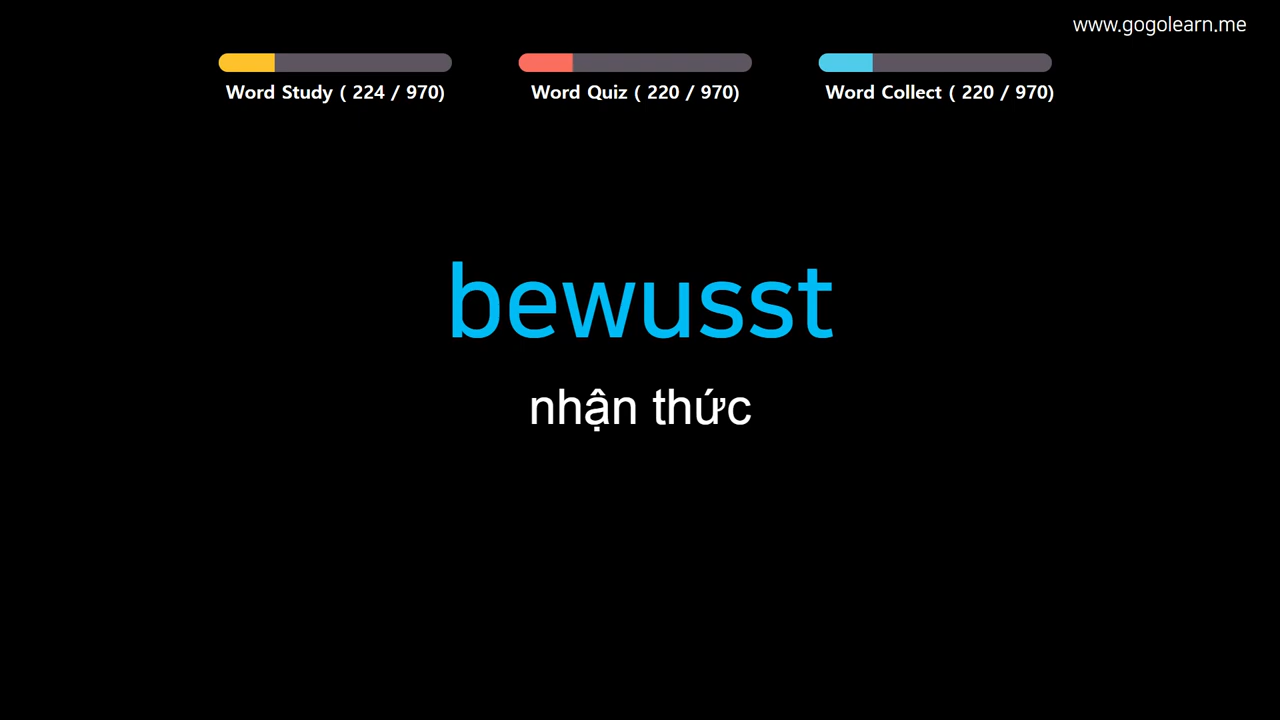 www.gogolearn.me
Word Study ( 224 / 970)
Word Quiz ( 220 / 970)
Word Collect ( 220 / 970)
bewusst
nhận thức